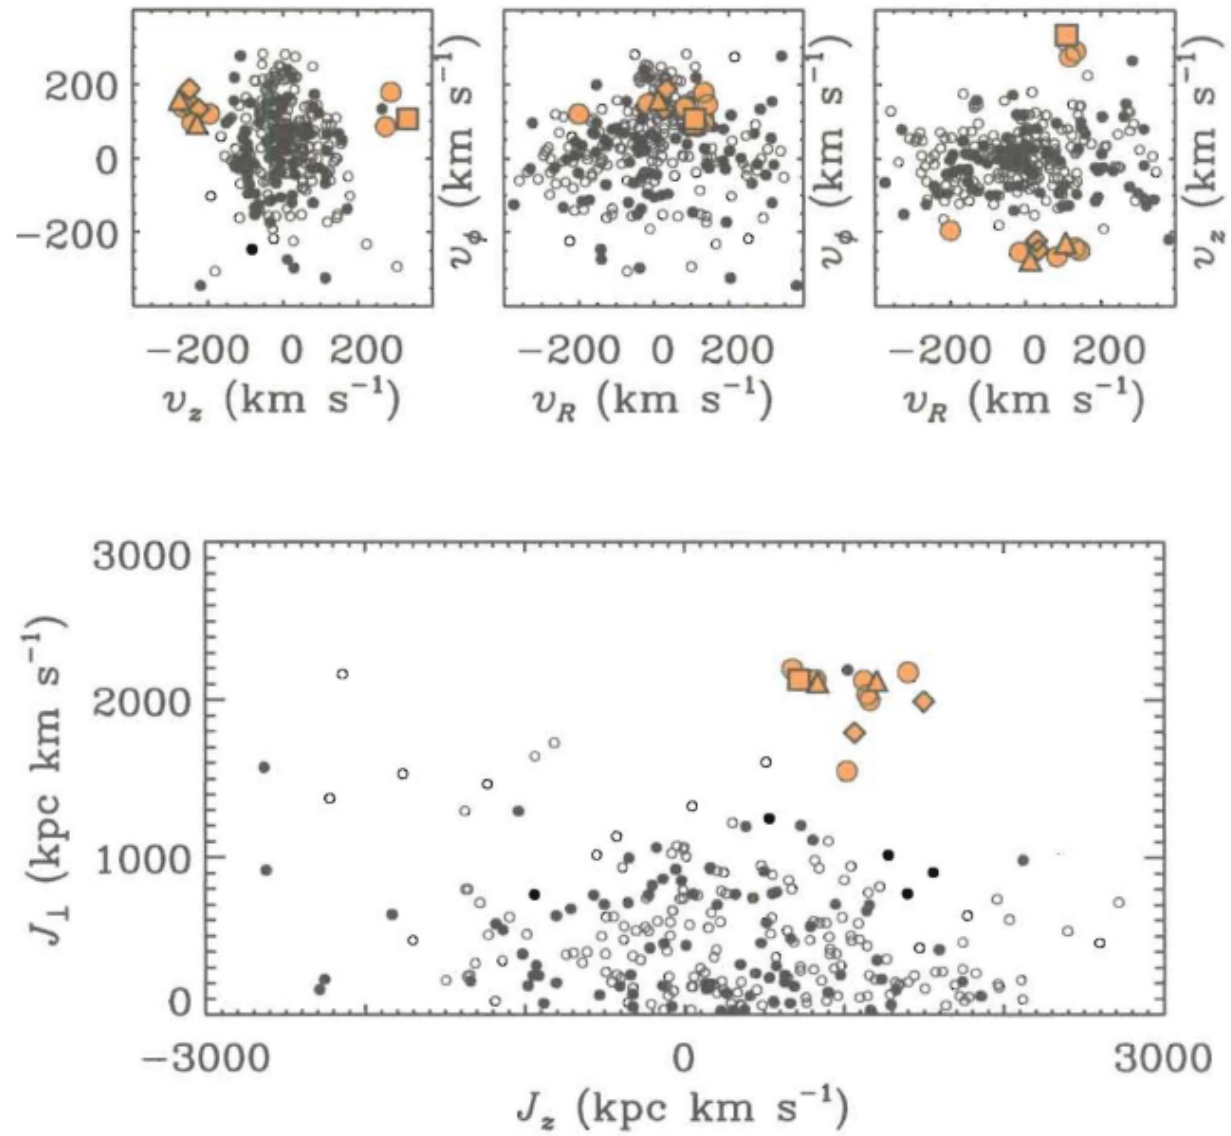 200
0
−200
−200 0 200
v_z (km s⁻¹)
v_ϕ (km s⁻¹)
−200 0 200
v_R (km s⁻¹)
v_ϕ (km s⁻¹)
−200 0 200
v_R (km s⁻¹)
v_z (km s⁻¹)
3000
2000
1000
0
J_⊥ (kpc km s⁻¹)
−3000 0 3000
J_z (kpc km s⁻¹)